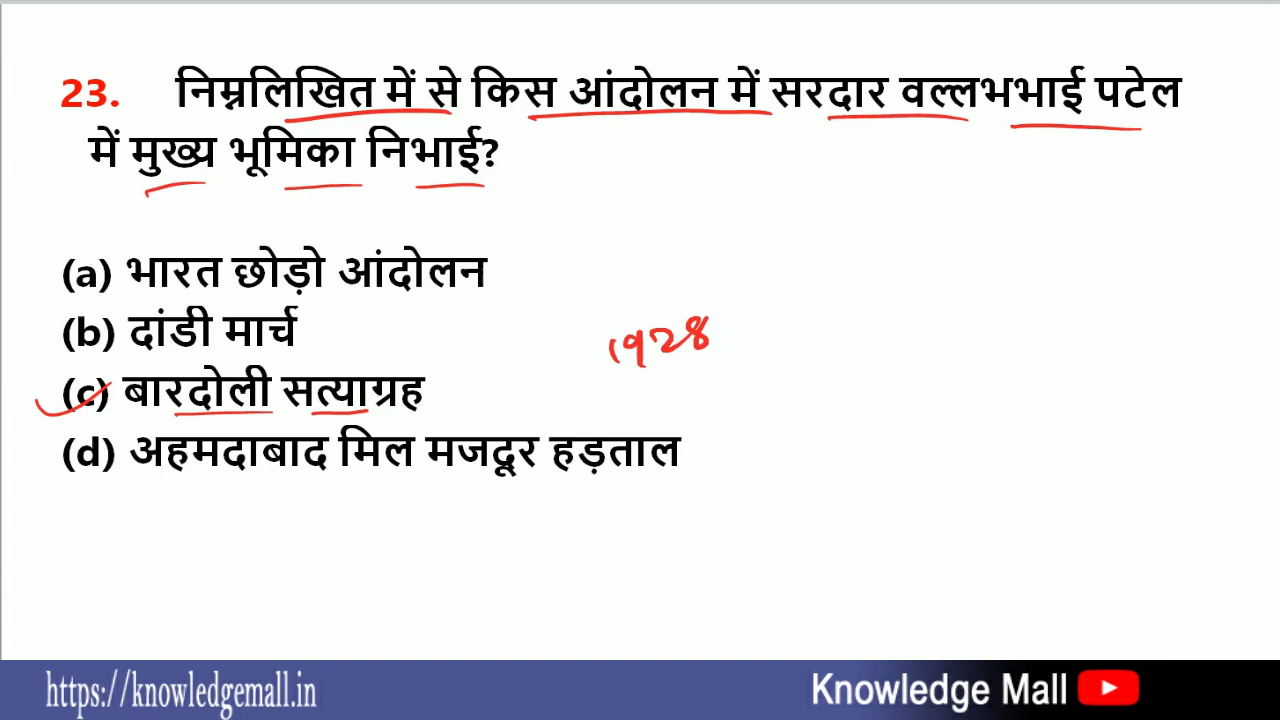 23. निम्नलिखित में से किस आंदोलन में सरदार वल्लभभाई पटेल
में मुख्य भूमिका निभाई?
(a) भारत छोड़ो आंदोलन
(b) दांडी मार्च
1928
(c) बारदोली सत्याग्रह
(d) अहमदाबाद मिल मजदूर हड़ताल
https://knowledgemall.in
Knowledge Mall